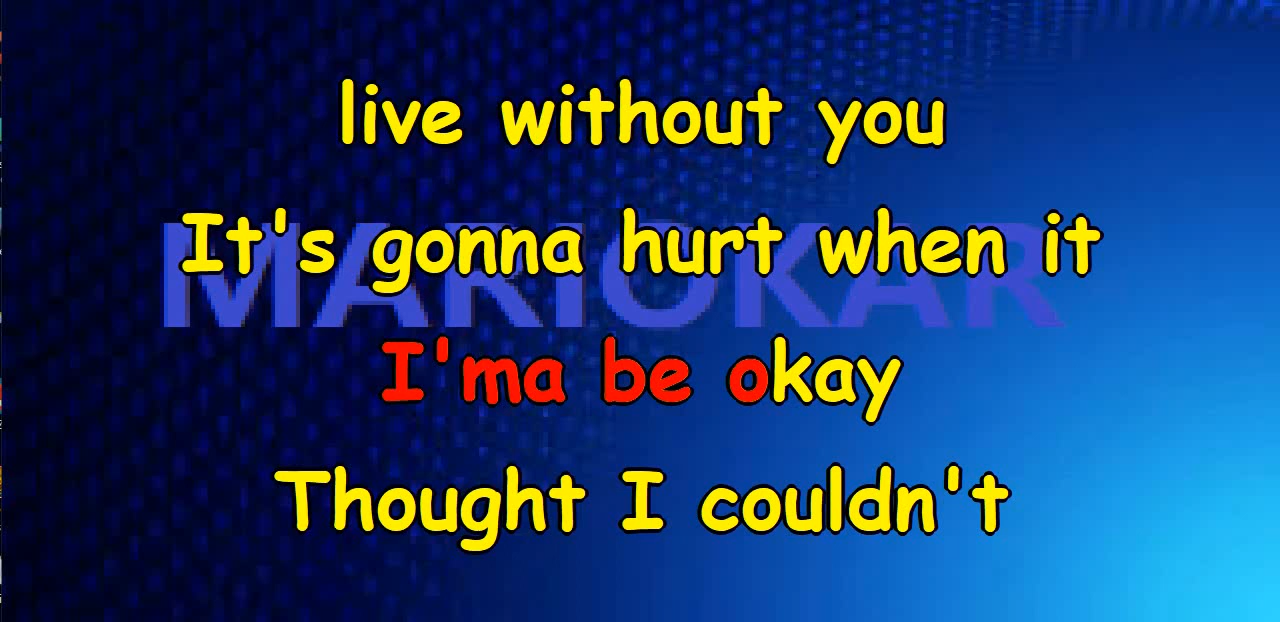 live without you
It's gonna hurt when it
MARIOKAR
I'ma be okay
Thought I couldn't